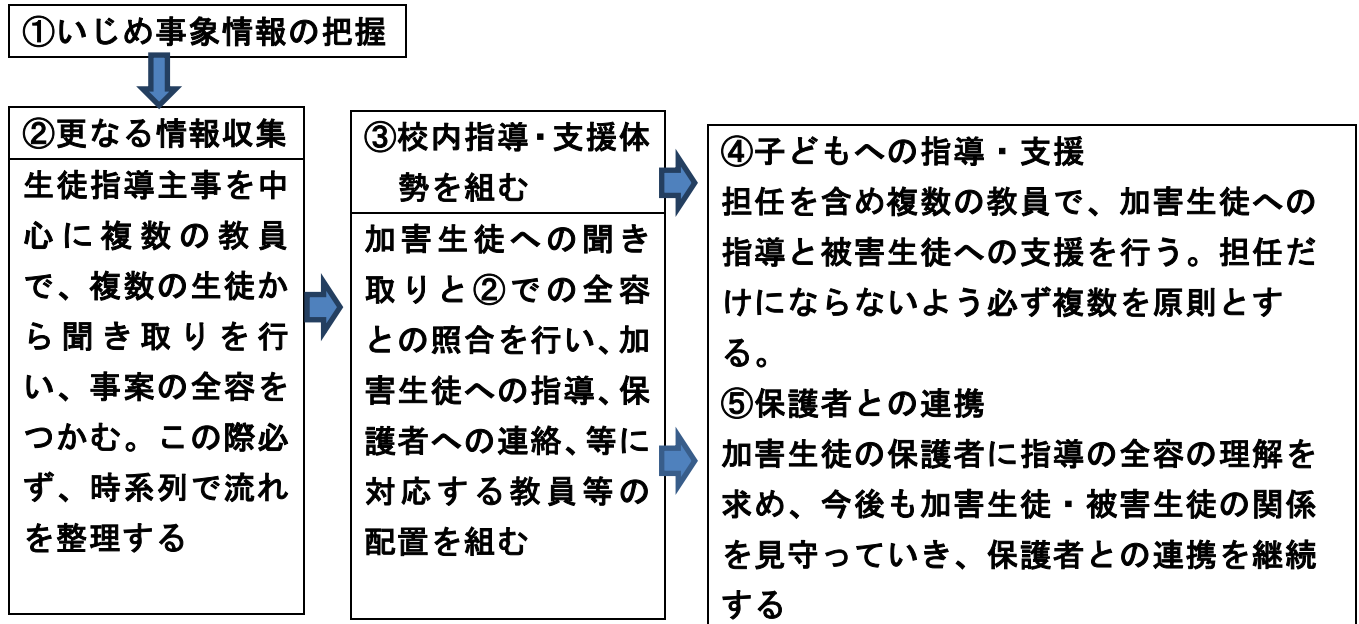 ①いじめ事象情報の把握
②更なる情報収集
生徒指導主事を中
心に複数の教員
で、複数の生徒か
ら聞き取りを行
い、事案の全容を
つかむ。この際必
ず、時系列で流れ
を整理する
③校内指導・支援体
勢を組む
加害生徒への聞き
取りと②での全容
との照合を行い、加
害生徒への指導、保
護者への連絡、等に
対応する教員等の
配置を組む
④子どもへの指導・支援
担任を含め複数の教員で、加害生徒への
指導と被害生徒への支援を行う。担任だ
けにならないよう必ず複数を原則とす
る。
⑤保護者との連携
加害生徒の保護者に指導の全容の理解を
求め、今後も加害生徒・被害生徒の関係
を見守っていき、保護者との連携を継続
する